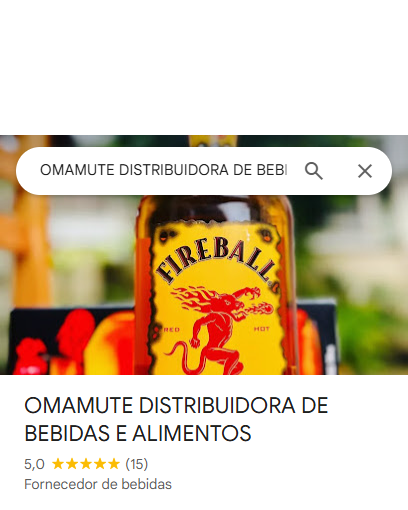 OMAMUTE DISTRIBUIDORA DE BEBI
FIREBALL
RED HOT
OMAMUTE DISTRIBUIDORA DE
BEBIDAS E ALIMENTOS
5,0 (15)
Fornecedor de bebidas